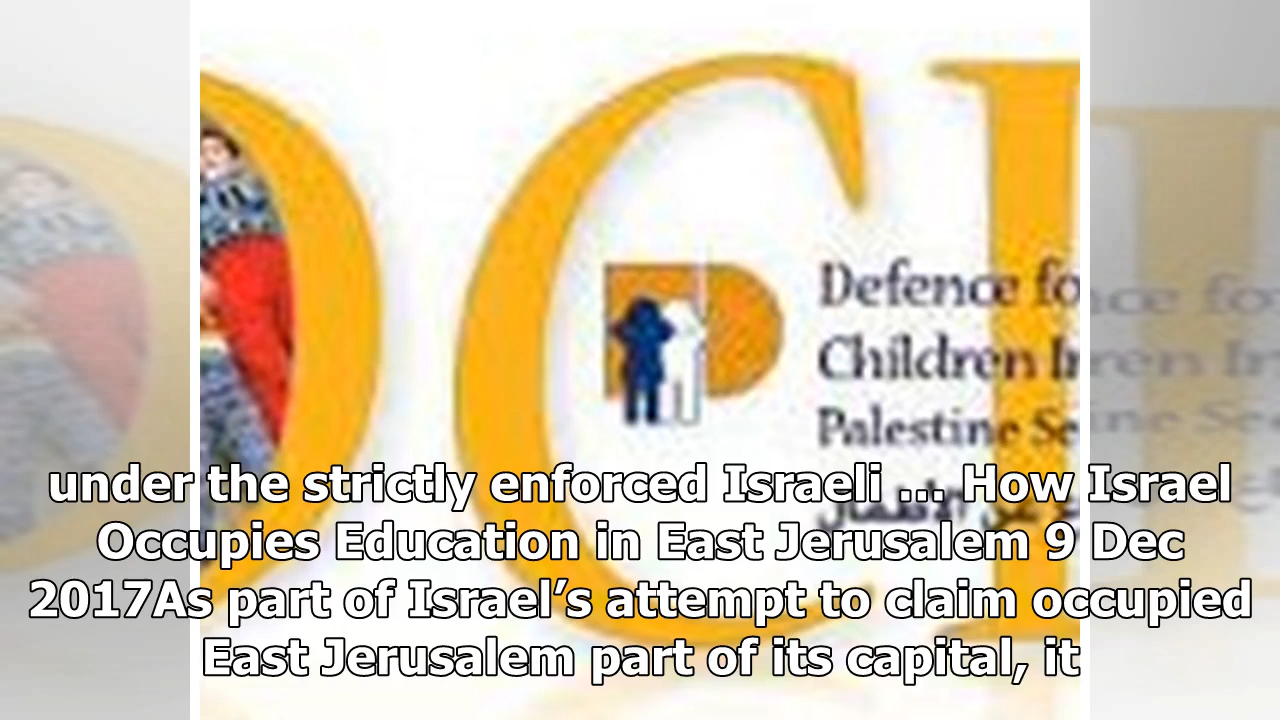 CI
Defence fo
Children In
Palestine Se
under the strictly enforced Israeli ... How Israel
Occupies Education in East Jerusalem 9 Dec
2017As part of Israel’s attempt to claim occupied
East Jerusalem part of its capital, it